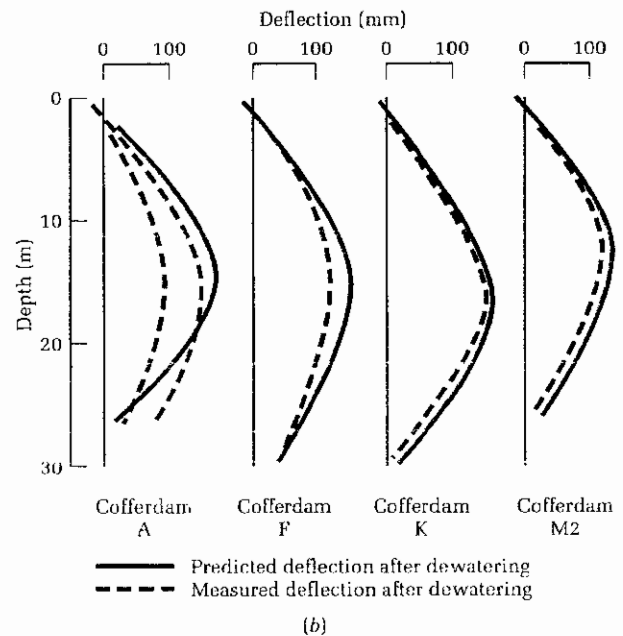 Deflection (mm)
0 100 0 100 0 100 0 100
0
10
20
30
Depth (m)
Cofferdam A
Cofferdam F
Cofferdam K
Cofferdam M2
Predicted deflection after dewatering
Measured deflection after dewatering
(b)